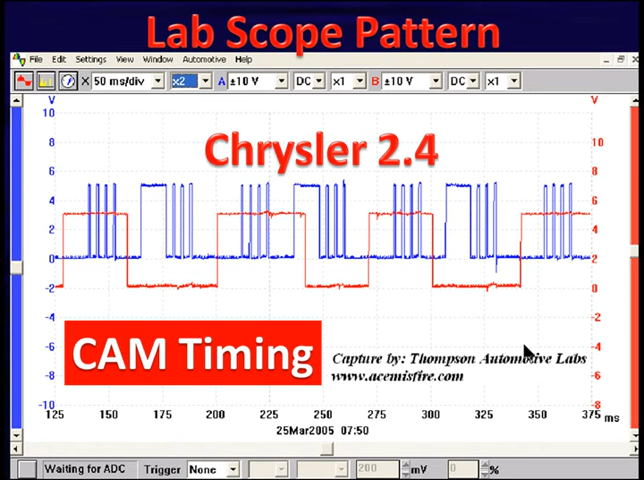 Lab Scope Pattern
File Edit Settings View Window Automotive Help
X 50 ms/div x2 A ±10 V DC x1 B ±10 V DC x1
V V
10
8 10
6 8
4 6
2 4
0 2
-2 0
-4 -2
-6 -4
-8 -6
-10 -8
Chrysler 2.4
CAM Timing
Capture by: Thompson Automotive Labs
www.acemisfire.com
125 150 175 200 225 250 275 300 325 350 375 ms
25Mar2005 07:50
Waiting for ADC Trigger None 200 mV 0 %